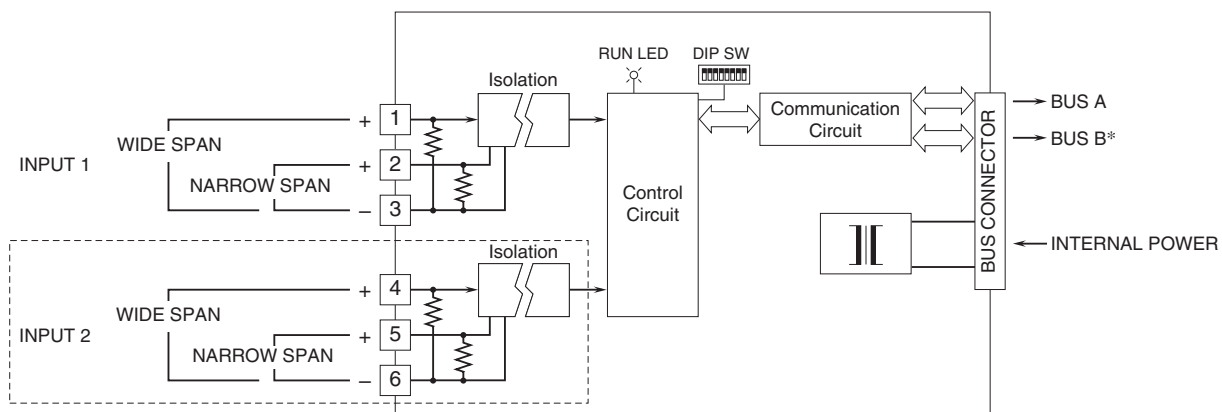 RUN LED
DIP SW
Isolation
INPUT 1
WIDE SPAN
NARROW SPAN
+ 1
+ 2
– 3
Control
Circuit
Communication
Circuit
BUS CONNECTOR
BUS A
BUS B*
INTERNAL POWER
Isolation
INPUT 2
WIDE SPAN
NARROW SPAN
+ 4
+ 5
– 6